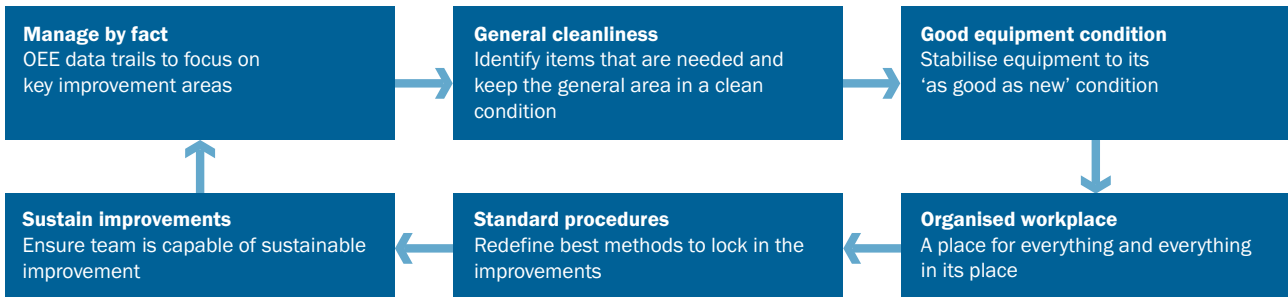 Manage by fact
OEE data trails to focus on
key improvement areas
General cleanliness
Identify items that are needed and
keep the general area in a clean
condition
Good equipment condition
Stabilise equipment to its
‘as good as new’ condition
Organised workplace
A place for everything and everything
in its place
Standard procedures
Redefine best methods to lock in the
improvements
Sustain improvements
Ensure team is capable of sustainable
improvement